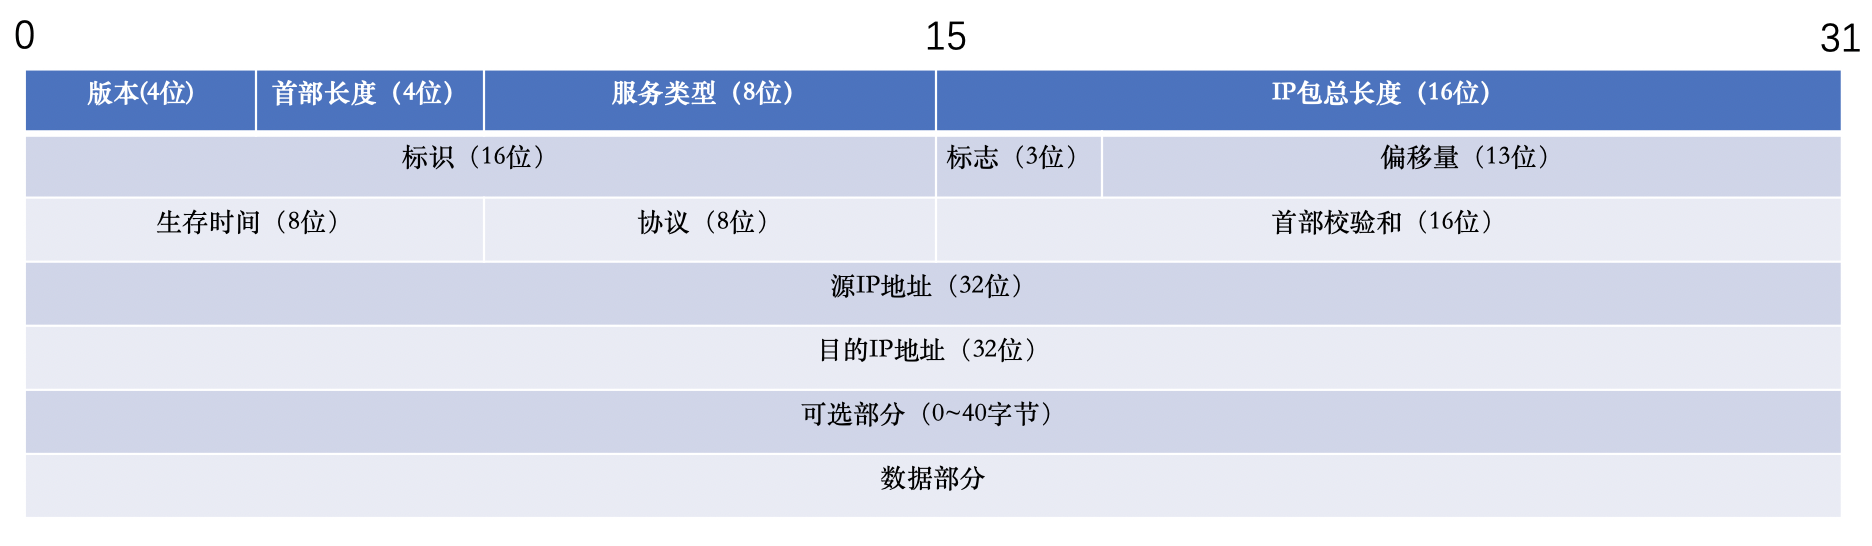 0 15 31
版本(4位) 首部长度（4位） 服务类型（8位） IP包总长度（16位）
标识（16位） 标志（3位） 偏移量（13位）
生存时间（8位） 协议（8位） 首部校验和（16位）
源IP地址（32位）
目的IP地址（32位）
可选部分（0~40字节）
数据部分